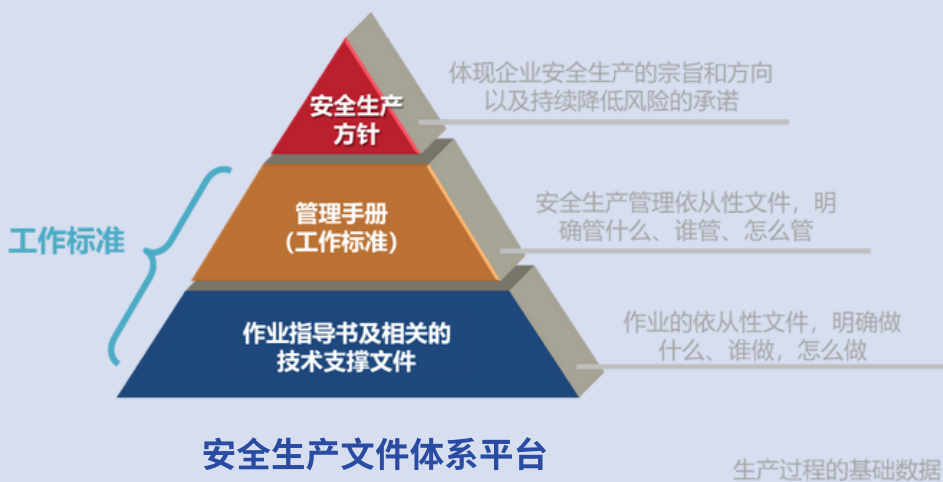 安全生产
方针
体现企业安全生产的宗旨和方向
以及持续降低风险的承诺
管理手册
（工作标准）
安全生产管理依从性文件，明
确管什么、谁管、怎么管
工作标准
作业指导书及相关的
技术支撑文件
作业的依从性文件，明确做
什么、谁做，怎么做
安全生产文件体系平台
生产过程的基础数据